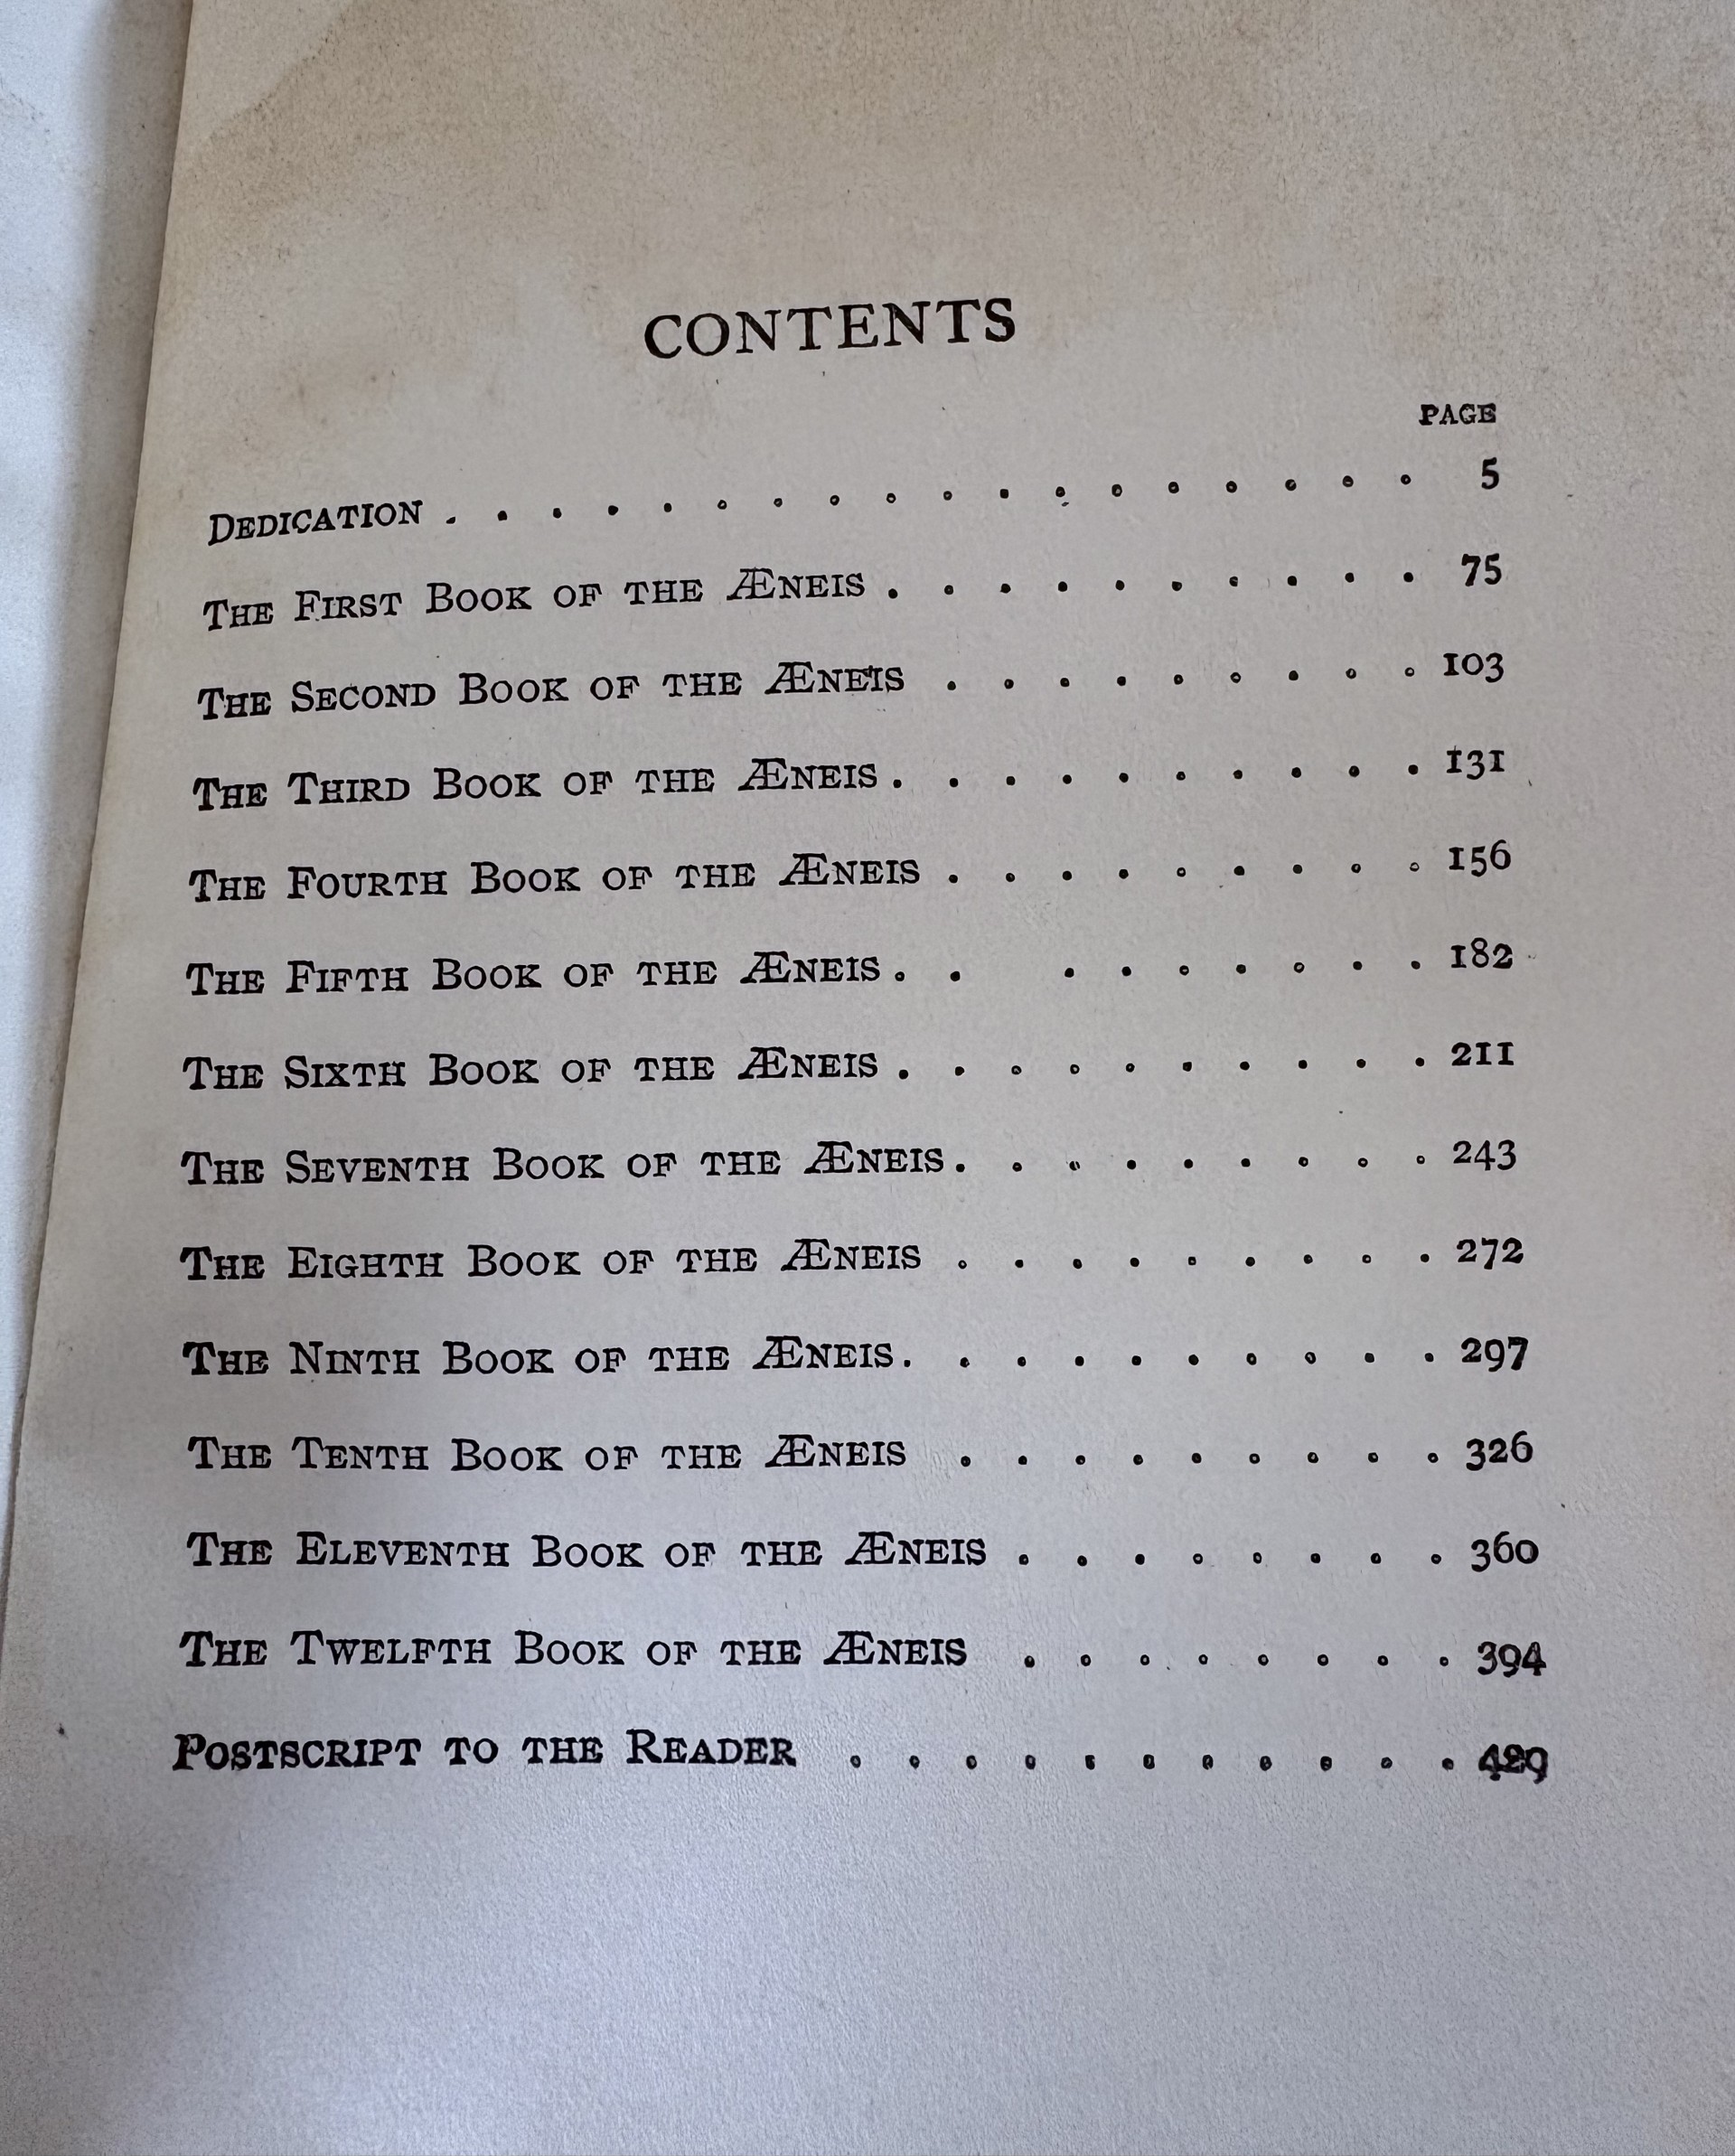 CONTENTS
PAGE
DEDICATION . . . . . . . . . . . . . . . . . . 5
THE FIRST BOOK OF THE ÆNEIS . . . . . . . . . . 75
THE SECOND BOOK OF THE ÆNEIS . . . . . . . . . 103
THE THIRD BOOK OF THE ÆNEIS . . . . . . . . . . 131
THE FOURTH BOOK OF THE ÆNEIS . . . . . . . . . 156
THE FIFTH BOOK OF THE ÆNEIS . . . . . . . . . 182
THE SIXTH BOOK OF THE ÆNEIS . . . . . . . . . . 211
THE SEVENTH BOOK OF THE ÆNEIS . . . . . . . . . 243
THE EIGHTH BOOK OF THE ÆNEIS . . . . . . . . . 272
THE NINTH BOOK OF THE ÆNEIS . . . . . . . . . . 297
THE TENTH BOOK OF THE ÆNEIS . . . . . . . . . 326
THE ELEVENTH BOOK OF THE ÆNEIS . . . . . . . . 360
THE TWELFTH BOOK OF THE ÆNEIS . . . . . . . . 394
POSTSCRIPT TO THE READER . . . . . . . . . . .